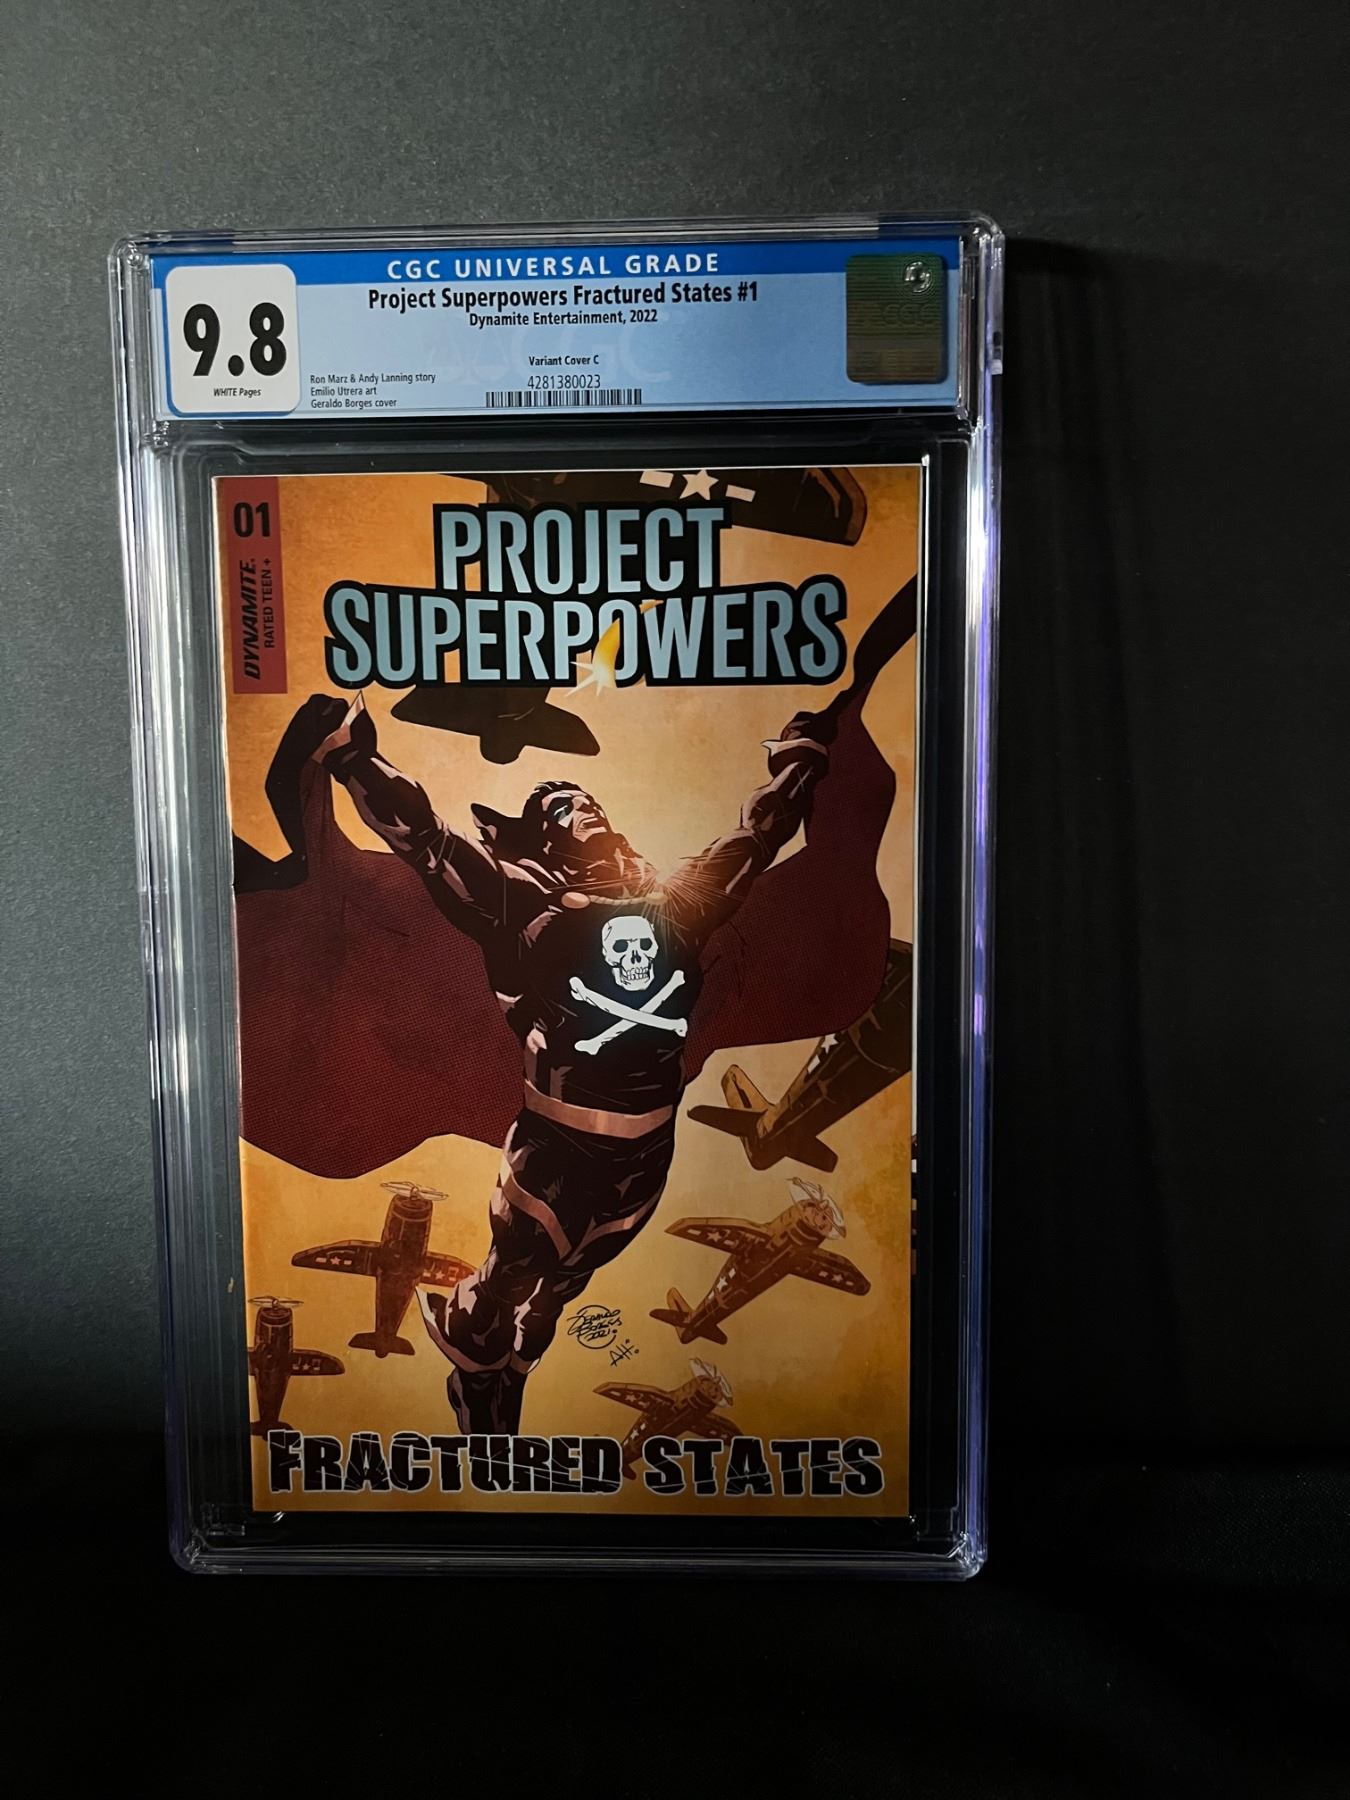 CGC UNIVERSAL GRADE
Project Superpowers Fractured States #1
Dynamite Entertainment, 2022
9.8
WHITE Pages
Variant Cover C
4281380023
Ron Marz & Andy Lanning story
Emilio Utrera art
Geraldo Borges cover
CGC
01
DYNAMITE.
RATED TEEN +
PROJECT
SUPERPOWERS
FRACTURED STATES